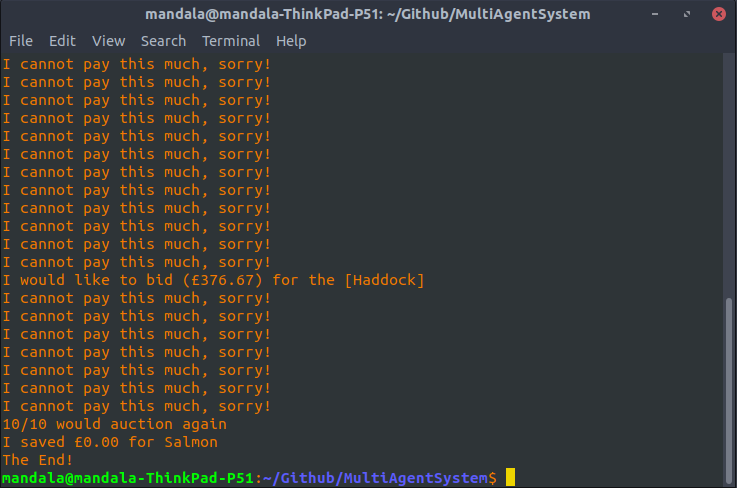 mandala@mandala-ThinkPad-P51: ~/Github/MultiAgentSystem
File Edit View Search Terminal Help
I cannot pay this much, sorry!
I cannot pay this much, sorry!
I cannot pay this much, sorry!
I cannot pay this much, sorry!
I cannot pay this much, sorry!
I cannot pay this much, sorry!
I cannot pay this much, sorry!
I cannot pay this much, sorry!
I cannot pay this much, sorry!
I cannot pay this much, sorry!
I cannot pay this much, sorry!
I cannot pay this much, sorry!
I would like to bid (£376.67) for the [Haddock]
I cannot pay this much, sorry!
I cannot pay this much, sorry!
I cannot pay this much, sorry!
I cannot pay this much, sorry!
I cannot pay this much, sorry!
I cannot pay this much, sorry!
I cannot pay this much, sorry!
10/10 would auction again
I saved £0.00 for Salmon
The End!
mandala@mandala-ThinkPad-P51:~/Github/MultiAgentSystem$